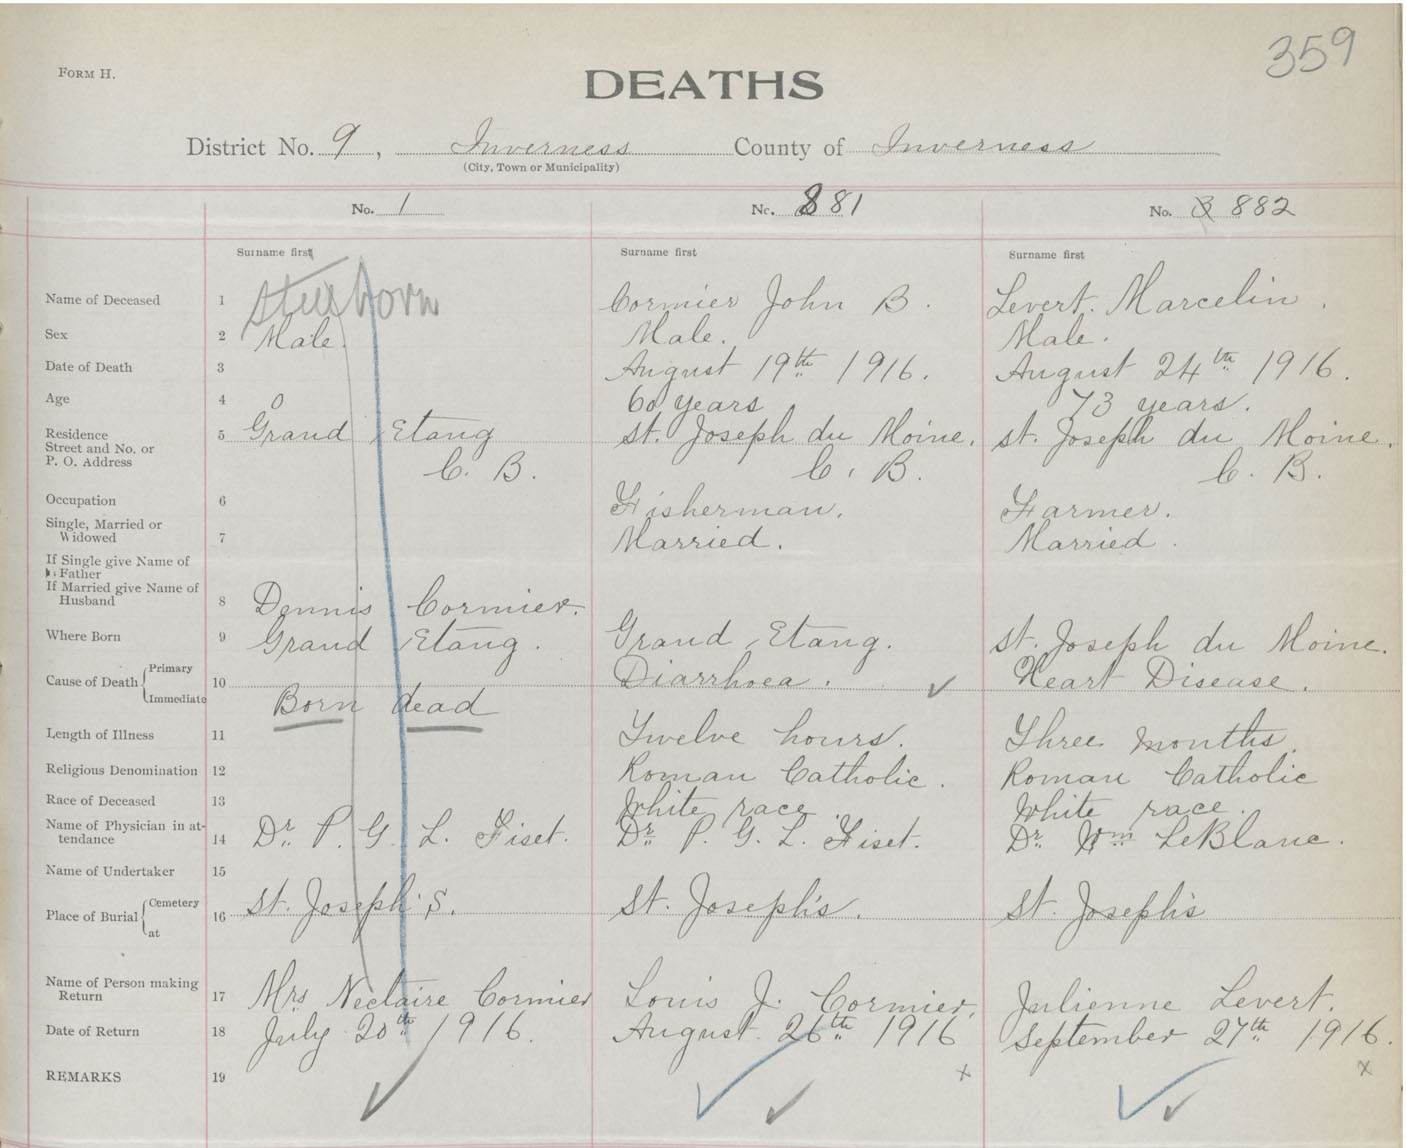 359
FORM H.
DEATHS
District No. 9, Inverness County of Inverness
(City, Town or Municipality)
No. 1 No. 881 No. 3 882
Surname first Surname first Surname first
Name of Deceased 1 Stillborn Cormier John B. Levert. Marcelin.
Sex 2 Male. Male. Male.
Date of Death 3 August 19th 1916. August 24th 1916.
Age 4 0 60 years 73 years.
Residence
Street and No. or
P. O. Address
5 Grand Etang St. Joseph du Moine. St. Joseph du Moine.
C. B. C. B. C. B.
Occupation 6 Fisherman. Farmer.
Single, Married or
Widowed
7 Married. Married.
If Single give Name of
Father
If Married give Name of
Husband
8 Dennis Cormier.
Where Born 9 Grand Etang. Grand Etang. St. Joseph du Moine.
Cause of Death Primary 10 Diarrhoea. Heart Disease.
Immediate Born dead
Length of Illness 11 Twelve hours. Three months.
Religious Denomination 12 Roman Catholic. Roman Catholic
Race of Deceased 13 White race. White race.
Name of Physician in at-
tendance
14 Dr. P. G. L. Fiset. Dr. P. G. L. Fiset. Dr. Wm LeBlanc.
Name of Undertaker 15
Place of Burial Cemetery 16 St. Joseph's. St. Joseph's. St. Joseph's
at
Name of Person making
Return
17 Mrs. Nectaire Cormier Louis J. Cormier. Julienne Levert.
Date of Return 18 July 20th 1916. August 26th 1916 September 27th 1916.
REMARKS 19 x x